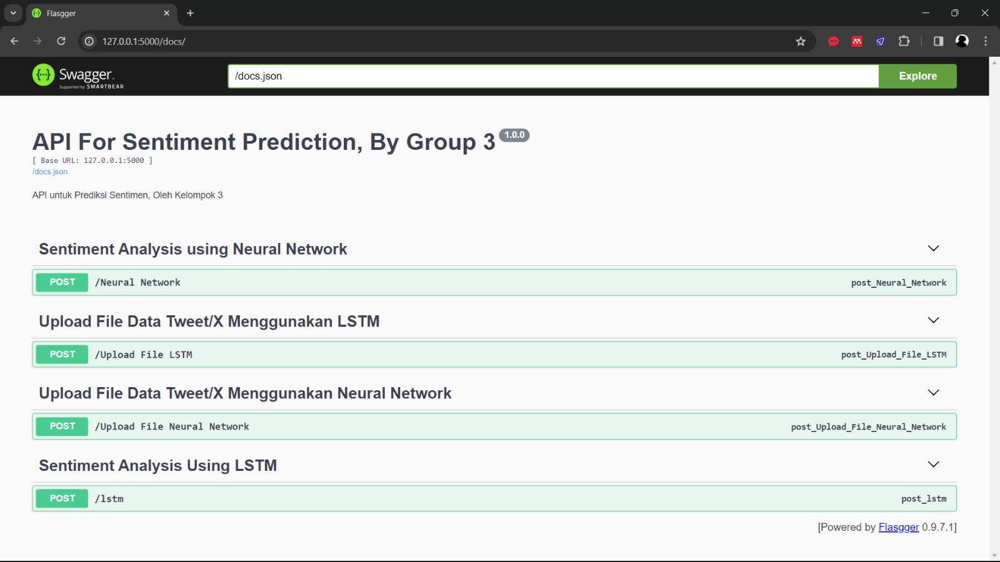 Flasgger
127.0.0.1:5000/docs/
Swagger
Supported by SMARTBEAR
/docs.json
Explore
API For Sentiment Prediction, By Group 3 1.0.0
[ Base URL: 127.0.0.1:5000 ]
/docs.json
API untuk Prediksi Sentimen, Oleh Kelompok 3
Sentiment Analysis using Neural Network
POST /Neural Network post_Neural_Network
Upload File Data Tweet/X Menggunakan LSTM
POST /Upload File LSTM post_Upload_File_LSTM
Upload File Data Tweet/X Menggunakan Neural Network
POST /Upload File Neural Network post_Upload_File_Neural_Network
Sentiment Analysis Using LSTM
POST /lstm post_lstm
[Powered by Flasgger 0.9.7.1]